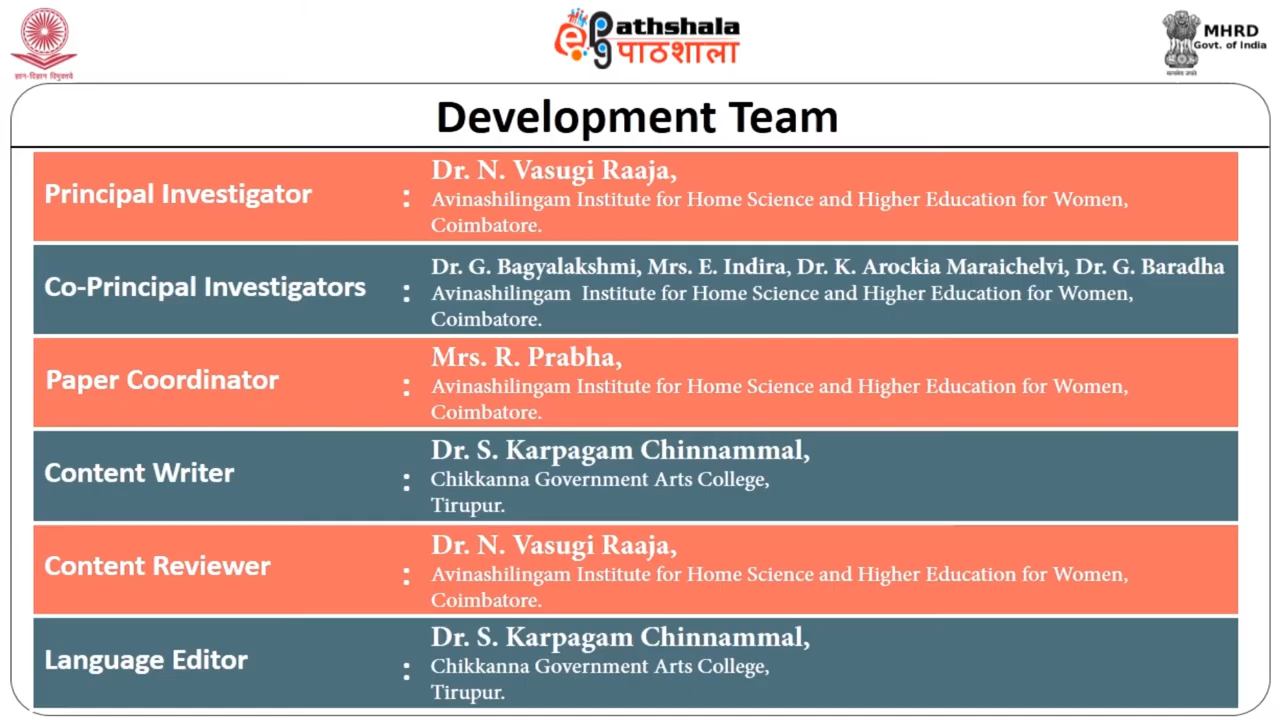 ज्ञान-विज्ञान विमुक्तये
ePG Pathshala
पाठशाला
MHRD
Govt. of India
सत्यमेव जयते
Development Team
Principal Investigator : Dr. N. Vasugi Raaja,
Avinashilingam Institute for Home Science and Higher Education for Women,
Coimbatore.
Co-Principal Investigators : Dr. G. Bagyalakshmi, Mrs. E. Indira, Dr. K. Arockia Maraichelvi, Dr. G. Baradha
Avinashilingam Institute for Home Science and Higher Education for Women,
Coimbatore.
Paper Coordinator : Mrs. R. Prabha,
Avinashilingam Institute for Home Science and Higher Education for Women,
Coimbatore.
Content Writer : Dr. S. Karpagam Chinnammal,
Chikkanna Government Arts College,
Tirupur.
Content Reviewer : Dr. N. Vasugi Raaja,
Avinashilingam Institute for Home Science and Higher Education for Women,
Coimbatore.
Language Editor : Dr. S. Karpagam Chinnammal,
Chikkanna Government Arts College,
Tirupur.